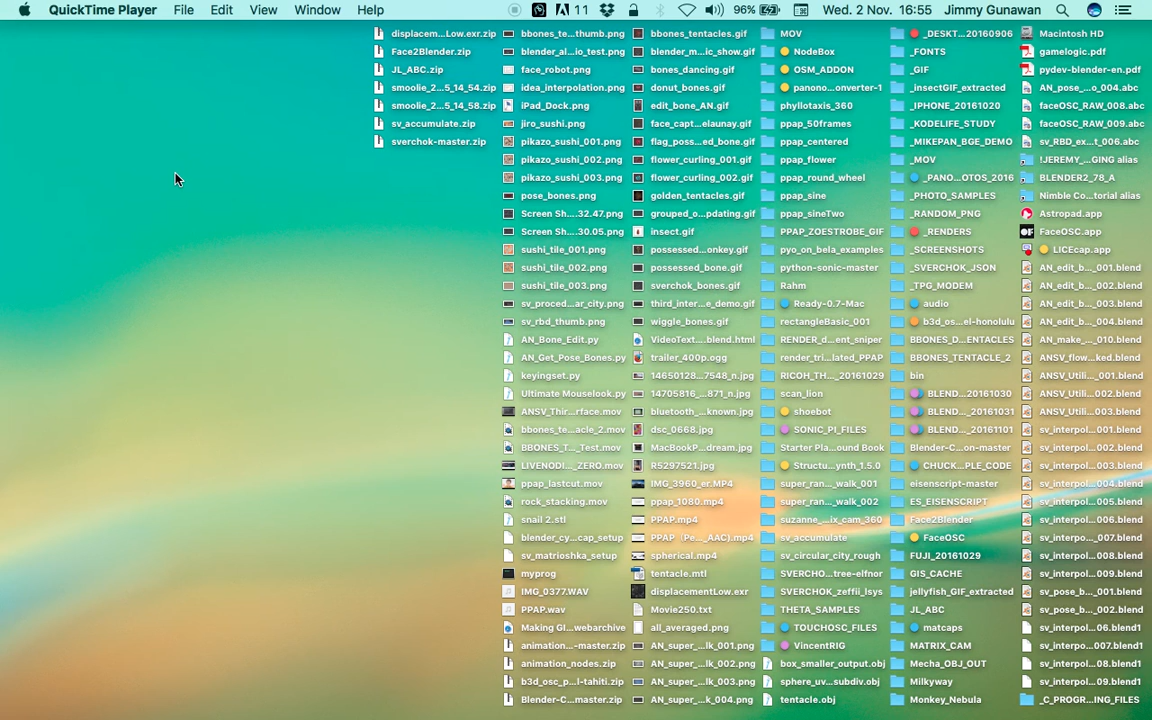 QuickTime Player File Edit View Window Help 11 96% Wed. 2 Nov. 16:55 Jimmy Gunawan
displacem...Low.exr.zip
Face2Blender.zip
JL_ABC.zip
smoolie_2...5_14_54.zip
smoolie_2...5_14_58.zip
sv_accumulate.zip
sverchok-master.zip
bbones_te...thumb.png
blender_al...io_test.png
face_robot.png
idea_interpolation.png
iPad_Dock.png
jiro_sushi.png
pikazo_sushi_001.png
pikazo_sushi_002.png
pikazo_sushi_003.png
pose_bones.png
Screen Sh....32.47.png
Screen Sh....30.05.png
sushi_tile_001.png
sushi_tile_002.png
sushi_tile_003.png
sv_proced...ar_city.png
sv_rbd_thumb.png
AN_Bone_Edit.py
AN_Get_Pose_Bones.py
keyingset.py
Ultimate Mouselook.py
ANSV_Thir...rface.mov
bbones_te...acle_2.mov
BBONES_T..._Test.mov
LIVENODI..._ZERO.mov
ppap_lastcut.mov
rock_stacking.mov
snail 2.stl
blender_cy...cap_setup
sv_matrioshka_setup
myprog
IMG_0377.WAV
PPAP.wav
Making GI...webarchive
animation...-master.zip
animation_nodes.zip
b3d_osc_p...l-tahiti.zip
Blender-C...master.zip
bbones_tentacles.gif
blender_m...ic_show.gif
bones_dancing.gif
donut_bones.gif
edit_bone_AN.gif
face_capt...elaunay.gif
flag_poss...ed_bone.gif
flower_curling_001.gif
flower_curling_002.gif
golden_tentacles.gif
grouped_o...pdating.gif
insect.gif
possessed...onkey.gif
possessed_bone.gif
sverchok_bones.gif
third_inter...e_demo.gif
wiggle_bones.gif
VideoText...blend.html
trailer_400p.ogg
14650128...7548_n.jpg
14705816..._871_n.jpg
bluetooth_...known.jpg
dsc_0668.jpg
MacBookP...dream.jpg
R5297521.jpg
IMG_3960_er.MP4
ppap_1080.mp4
PPAP.mp4
PPAP (Pe..._AAC).mp4
spherical.mp4
tentacle.mtl
displacementLow.exr
Movie250.txt
all_averaged.png
AN_super_...lk_001.png
AN_super_...lk_002.png
AN_super_...lk_003.png
AN_super...k_004.png
MOV
NodeBox
OSM_ADDON
panono...onverter-1
phyllotaxis_360
ppap_50frames
ppap_centered
ppap_flower
ppap_round_wheel
ppap_sine
ppap_sineTwo
PPAP_ZOESTROBE_GIF
pyo_on_bela_examples
python-sonic-master
Rahm
Ready-0.7-Mac
rectangleBasic_001
RENDER_d...ent_sniper
render_tri...lated_PPAP
RICOH_TH..._20161029
scan_lion
shoebot
SONIC_PI_FILES
Starter Pla...ound Book
Structu...ynth_1.5.0
super_ran..._walk_001
super_ran..._walk_002
suzanne_...ix_cam_360
sv_accumulate
sv_circular_city_rough
SVERCHO...tree-elfnor
SVERCHOK_zeffii_lsys
THETA_SAMPLES
TOUCHOSC_FILES
VincentRIG
box_smaller_output.obj
sphere_uv...subdiv.obj
tentacle.obj
_DESKT...20160906
_FONTS
_GIF
_insectGIF_extracted
_IPHONE_20161020
_KODELIFE_STUDY
_MIKEPAN_BGE_DEMO
_MOV
_PANO...OTOS_2016
_PHOTO_SAMPLES
_RANDOM_PNG
_RENDERS
_SCREENSHOTS
_SVERCHOK_JSON
_TPG_MODEM
audio
b3d_os...el-honolulu
BBONES_D...ENTACLES
BBONES_TENTACLE_2
bin
BLEND...20161030
BLEND...20161031
BLEND...20161101
Blender-C...on-master
CHUCK...PLE_CODE
eisenscript-master
ES_EISENSCRIPT
Face2Blender
FaceOSC
FUJI_20161029
GIS_CACHE
jellyfish_GIF_extracted
JL_ABC
matcaps
MATRIX_CAM
Mecha_OBJ_OUT
Milkyway
Monkey_Nebula
Macintosh HD
gamelogic.pdf
pydev-blender-en.pdf
AN_pose_...o_004.abc
faceOSC_RAW_008.abc
faceOSC_RAW_009.abc
sv_RBD_ex...t_006.abc
!JEREMY_...GING alias
BLENDER2_78_A
Nimble Co...torial alias
Astropad.app
FaceOSC.app
LICEcap.app
AN_edit_b..._001.blend
AN_edit_b..._002.blend
AN_edit_b..._003.blend
AN_edit_b..._004.blend
AN_make_..._010.blend
ANSV_flow...ked.blend
ANSV_Utili..._001.blend
ANSV_Utili...002.blend
ANSV_Utili...003.blend
sv_interpol...001.blend
sv_interpol...002.blend
sv_interpol...003.blend
sv_interpol...004.blend
sv_interpol...005.blend
sv_interpol...006.blend
sv_interpo..._007.blend
sv_interpol...008.blend
sv_interpol...009.blend
sv_pose_b..._001.blend
sv_pose_b..._002.blend
sv_interpol...06.blend1
sv_interpol...007.blend1
sv_interpol...08.blend1
sv_interpol...09.blend1
_C_PROGR...ING_FILES